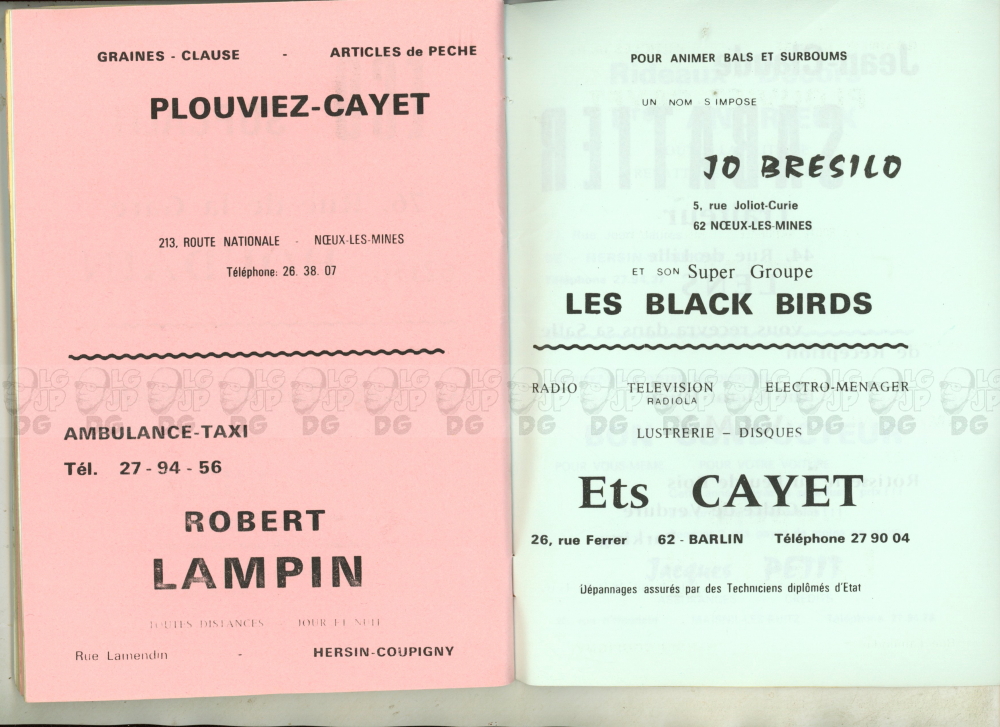 GRAINES - CLAUSE - ARTICLES de PECHE
PLOUVIEZ-CAYET
213, ROUTE NATIONALE - NŒUX-LES-MINES
Téléphone: 26. 38. 07
AMBULANCE-TAXI
Tél. 27 - 94 - 56
ROBERT
LAMPIN
TOUTES DISTANCES - JOUR ET NUIT
Rue Lamendin - HERSIN-COUPIGNY
POUR ANIMER BALS ET SURBOUMS
UN NOM S'IMPOSE
JO BRESILO
5, rue Joliot-Curie
62 NŒUX-LES-MINES
ET SON Super Groupe
LES BLACK BIRDS
RADIO TELEVISION ELECTRO-MENAGER
RADIOLA
LUSTRERIE – DISQUES
Ets CAYET
26, rue Ferrer 62 - BARLIN Téléphone 27 90 04
Dépannages assurés par des Techniciens diplômés d'Etat